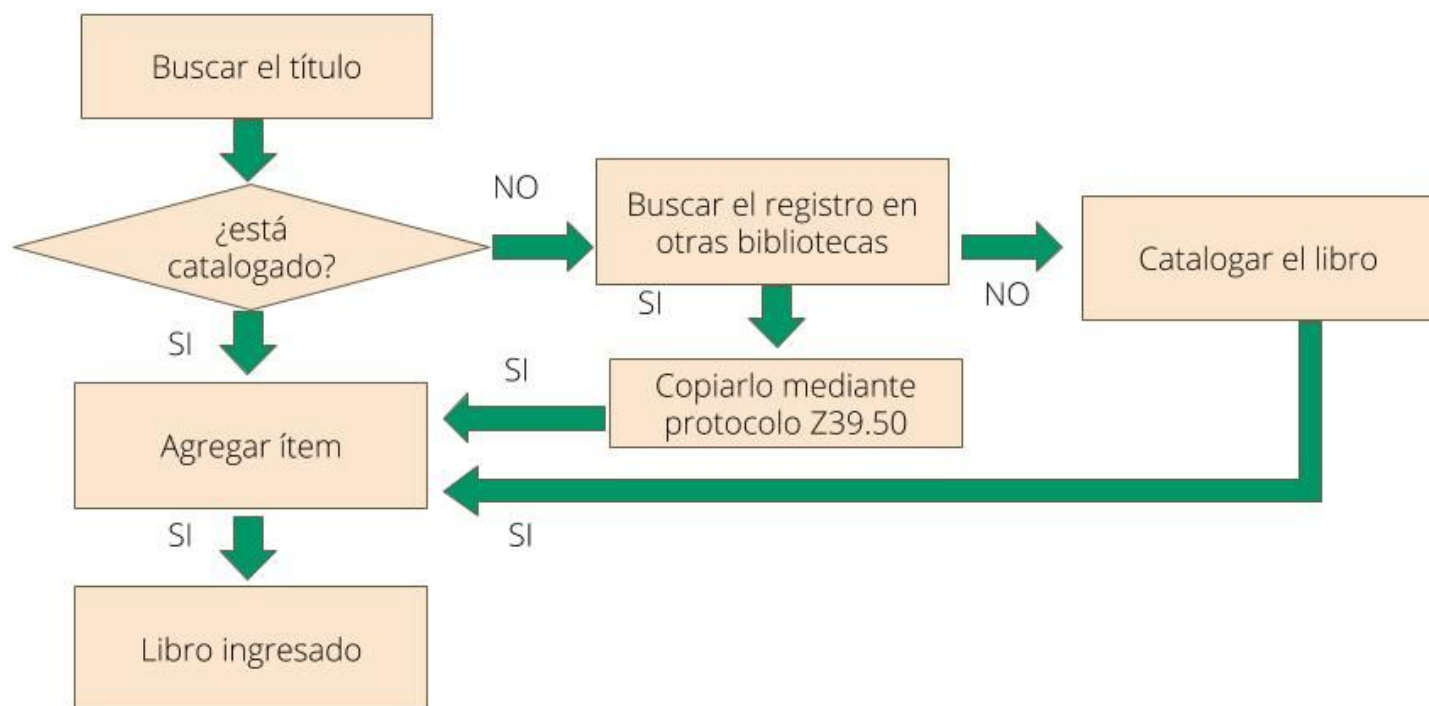 Buscar el título
¿está
catalogado?
NO
Buscar el registro en
otras bibliotecas
NO
Catalogar el libro
SI
SI
Copiarlo mediante
protocolo Z39.50
SI
Agregar ítem
SI
SI
Libro ingresado